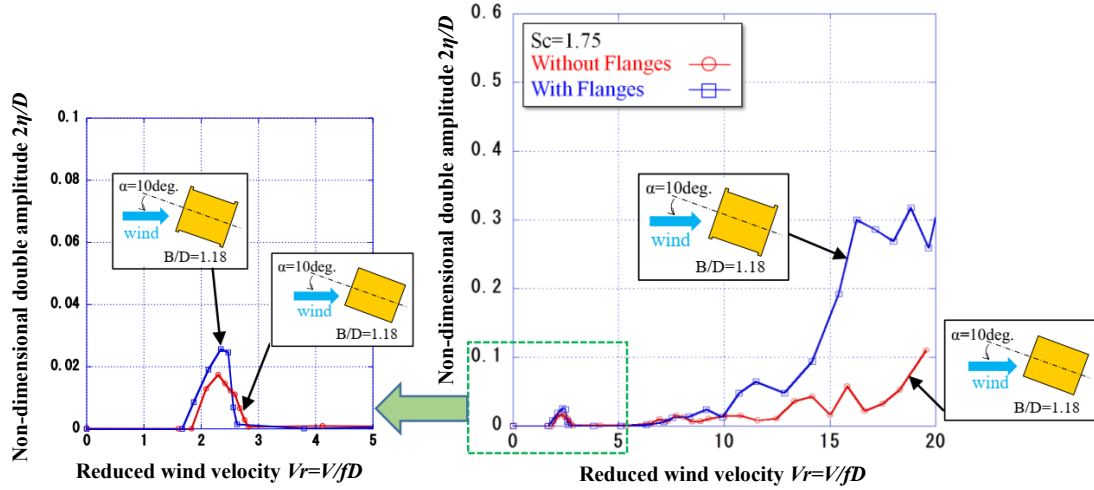 Non-dimensional double amplitude 2η/D
0.1
0.08
0.06
0.04
0.02
0
0
1
2
3
4
5
Reduced wind velocity Vr=V/fD
α=10deg.
wind
B/D=1.18
α=10deg.
wind
B/D=1.18
Non-dimensional double amplitude 2η/D
0.6
0.5
0.4
0.3
0.2
0.1
0
0
5
10
15
20
Reduced wind velocity Vr=V/fD
Sc=1.75
Without Flanges
With Flanges
α=10deg.
wind
B/D=1.18
α=10deg.
wind
B/D=1.18